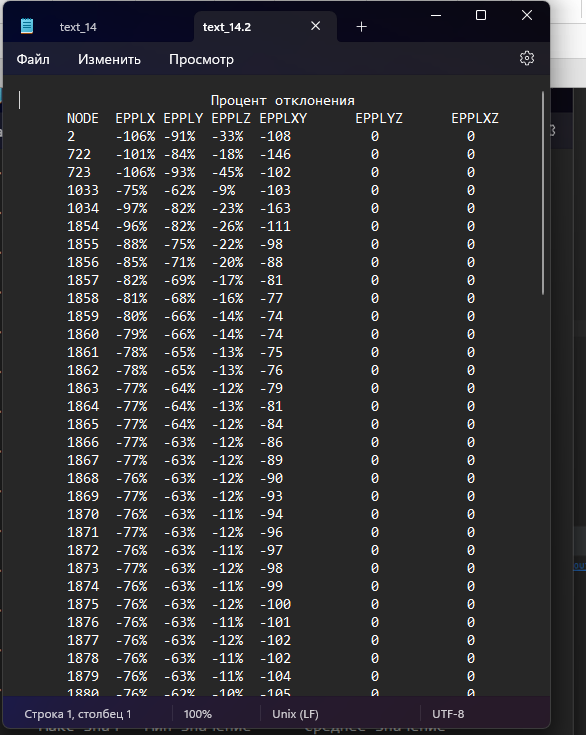 text_14 text_14.2
Файл Изменить Просмотр
Процент отклонения
NODE EPPLX EPPLY EPPLZ EPPLXY EPPLYZ EPPLXZ
2 -106% -91% -33% -108 0 0
722 -101% -84% -18% -146 0 0
723 -106% -93% -45% -102 0 0
1033 -75% -62% -9% -103 0 0
1034 -97% -82% -23% -163 0 0
1854 -96% -82% -26% -111 0 0
1855 -88% -75% -22% -98 0 0
1856 -85% -71% -20% -88 0 0
1857 -82% -69% -17% -81 0 0
1858 -81% -68% -16% -77 0 0
1859 -80% -66% -14% -74 0 0
1860 -79% -66% -14% -74 0 0
1861 -78% -65% -13% -75 0 0
1862 -78% -65% -13% -76 0 0
1863 -77% -64% -12% -79 0 0
1864 -77% -64% -13% -81 0 0
1865 -77% -64% -12% -84 0 0
1866 -77% -63% -12% -86 0 0
1867 -77% -63% -12% -89 0 0
1868 -76% -63% -12% -90 0 0
1869 -77% -63% -12% -93 0 0
1870 -76% -63% -11% -94 0 0
1871 -77% -63% -12% -96 0 0
1872 -76% -63% -11% -97 0 0
1873 -77% -63% -12% -98 0 0
1874 -76% -63% -11% -99 0 0
1875 -76% -63% -12% -100 0 0
1876 -76% -63% -11% -101 0 0
1877 -76% -63% -12% -102 0 0
1878 -76% -63% -11% -102 0 0
1879 -76% -63% -11% -104 0 0
1880 -76% -62% -10% -105 0 0
Строка 1, столбец 1 100% Unix (LF) UTF-8